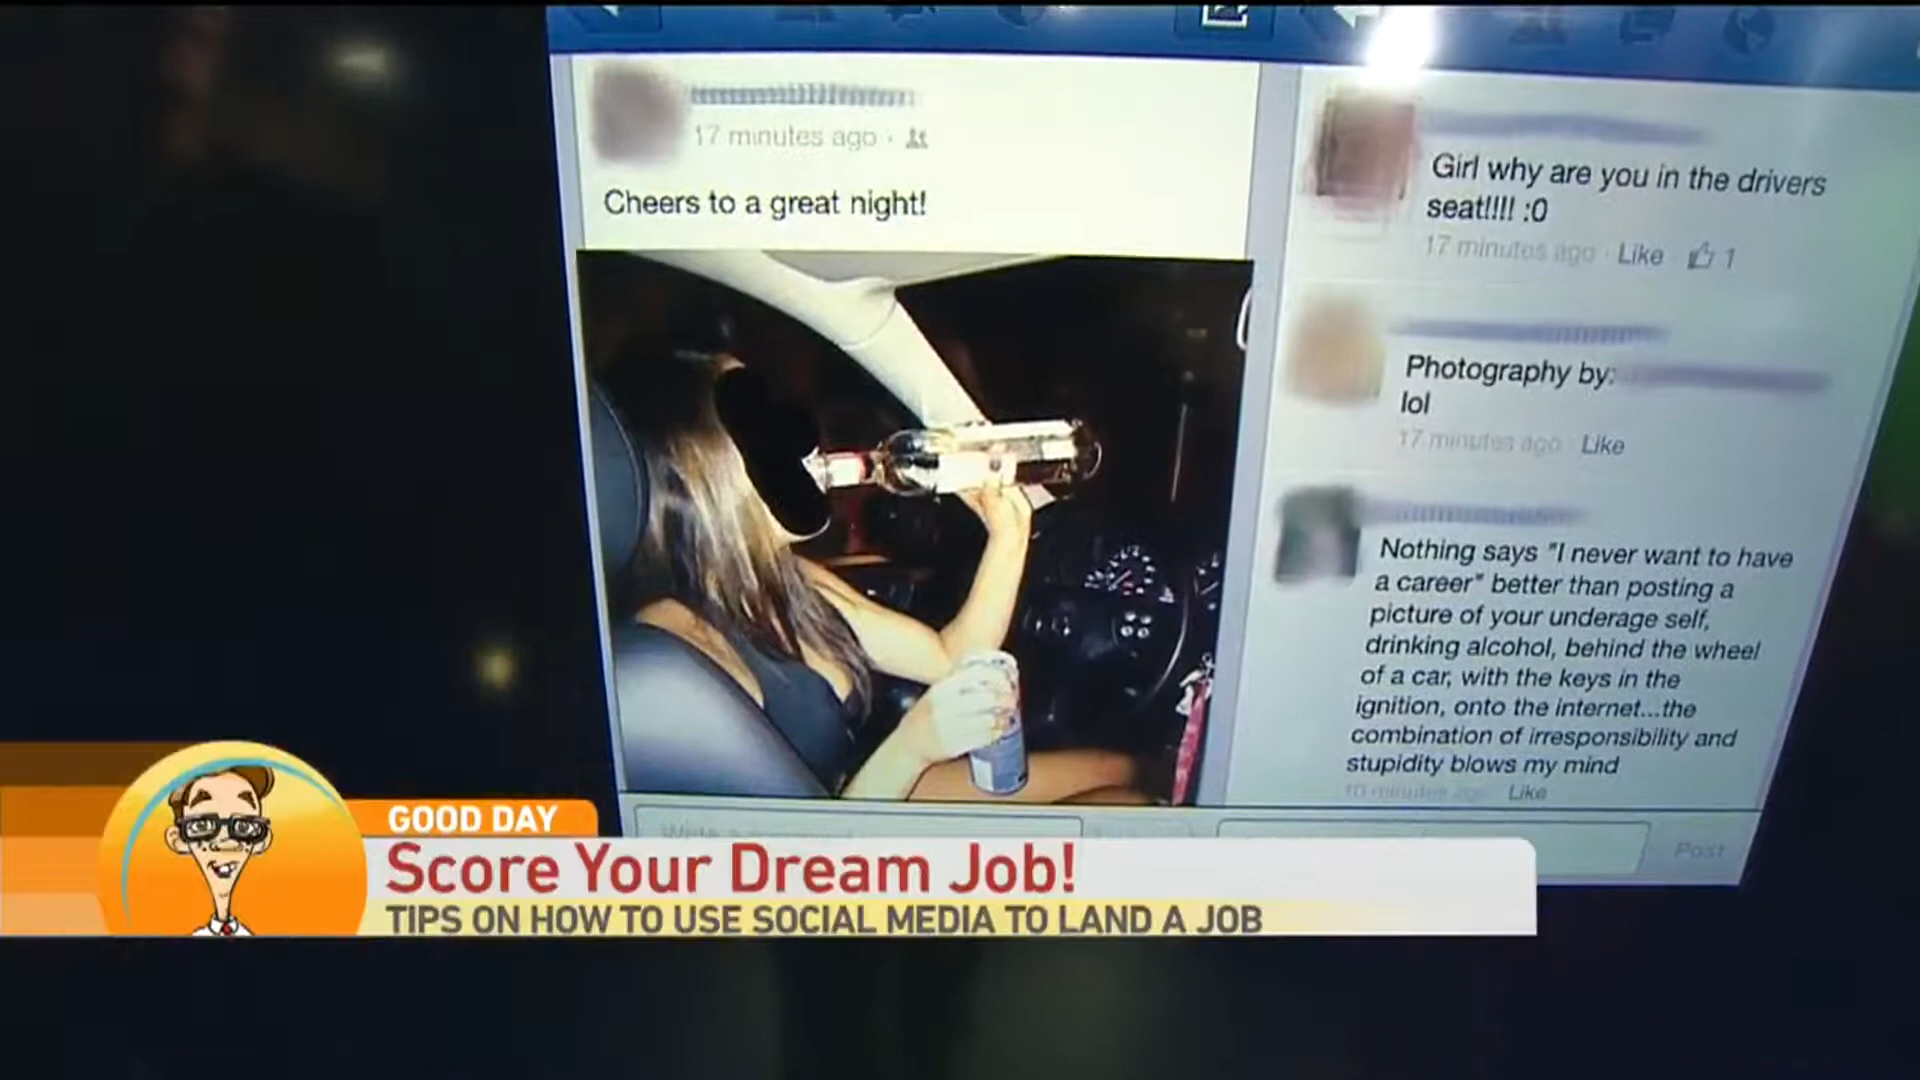 17 minutes ago ·
Cheers to a great night!
Girl why are you in the drivers
seat!!!! :0
17 minutes ago · Like 1
Photography by:
lol
17 minutes ago · Like
Nothing says "I never want to have
a career" better than posting a
picture of your underage self,
drinking alcohol, behind the wheel
of a car, with the keys in the
ignition, onto the internet...the
combination of irresponsibility and
stupidity blows my mind
10 minutes ago · Like
Post
GOOD DAY
Score Your Dream Job!
TIPS ON HOW TO USE SOCIAL MEDIA TO LAND A JOB